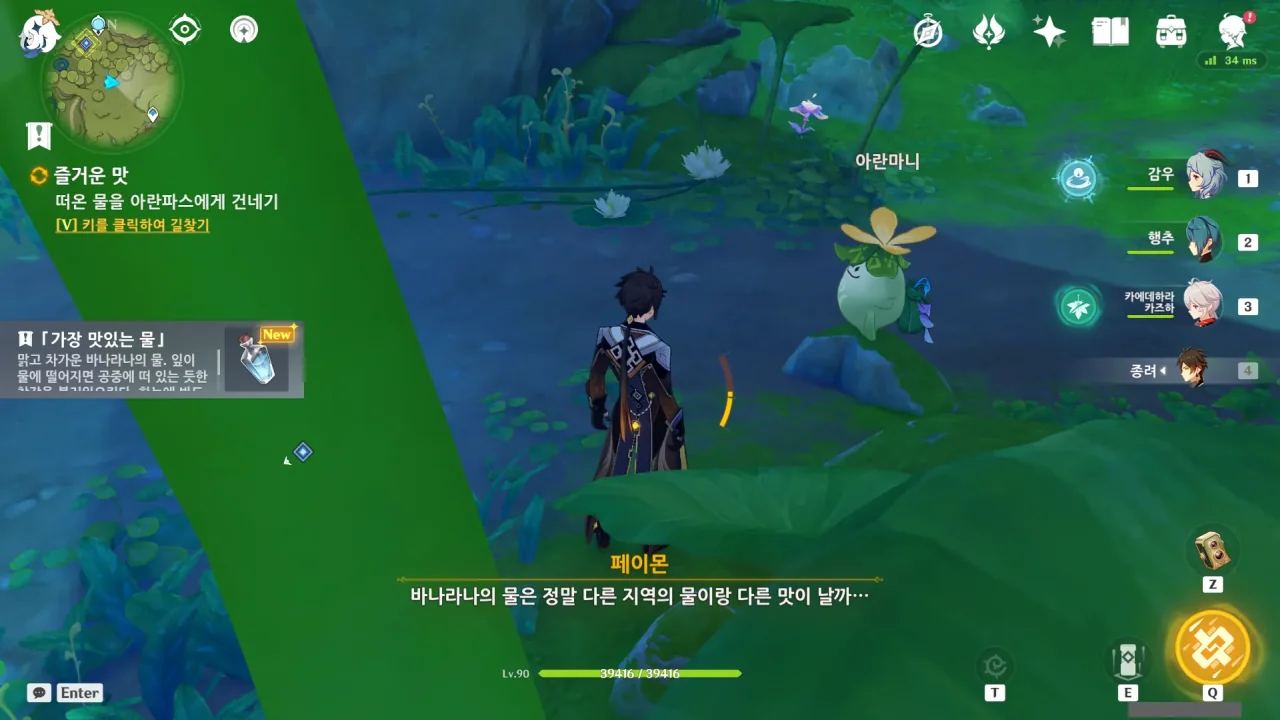 N
34 ms
즐거운 맛
떠온 물을 아란파스에게 건네기
[V] 키를 클릭하여 길찾기
아란마니
감우
1
행추
2
카에데하라
카즈하
3
종려
4
New
「가장 맛있는 물」
맑고 차가운 바나라나의 물. 잎이
물에 떨어지면 공중에 떠 있는 듯한
페이몬
바나라나의 물은 정말 다른 지역의 물이랑 다른 맛이 날까…
Z
Lv.90
39416 / 39416
Enter
T
E
Q